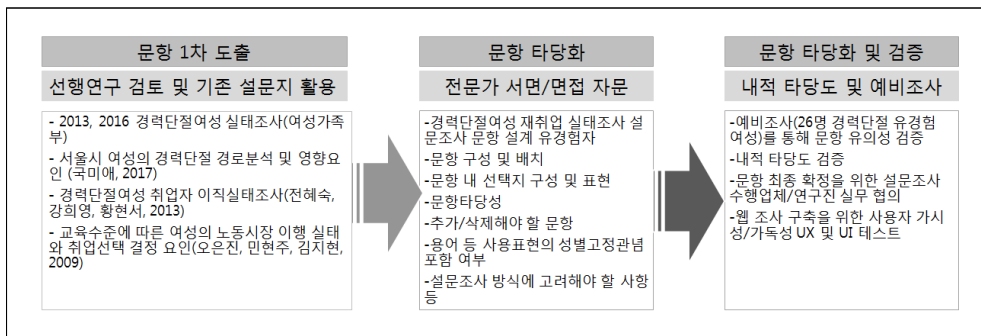 문항 1차 도출
선행연구 검토 및 기존 설문지 활용
- 2013, 2016 경력단절여성 실태조사(여성가족
부)
- 서울시 여성의 경력단절 경로분석 및 영향요
인 (국미애, 2017)
- 경력단절여성 취업자 이직실태조사(전혜숙,
강희영, 황현서, 2013)
- 교육수준에 따른 여성의 노동시장 이행 실태
와 취업선택 결정 요인(오은진, 민현주, 김지현,
2009)
문항 타당화
전문가 서면/면접 자문
-경력단절여성 재취업 실태조사 설
문조사 문항 설계 유경험자
-문항 구성 및 배치
-문항 내 선택지 구성 및 표현
-문항타당성
-추가/삭제해야 할 문항
-용어 등 사용표현의 성별고정관념
포함 여부
-설문조사 방식에 고려해야 할 사항
등
문항 타당화 및 검증
내적 타당도 및 예비조사
-예비조사(26명 경력단절 유경험
여성)를 통해 문항 유의성 검증
-내적 타당도 검증
-문항 최종 확정을 위한 설문조사
수행업체/연구진 실무 협의
-웹 조사 구축을 위한 사용자 가시
성/가독성 UX 및 UI 테스트